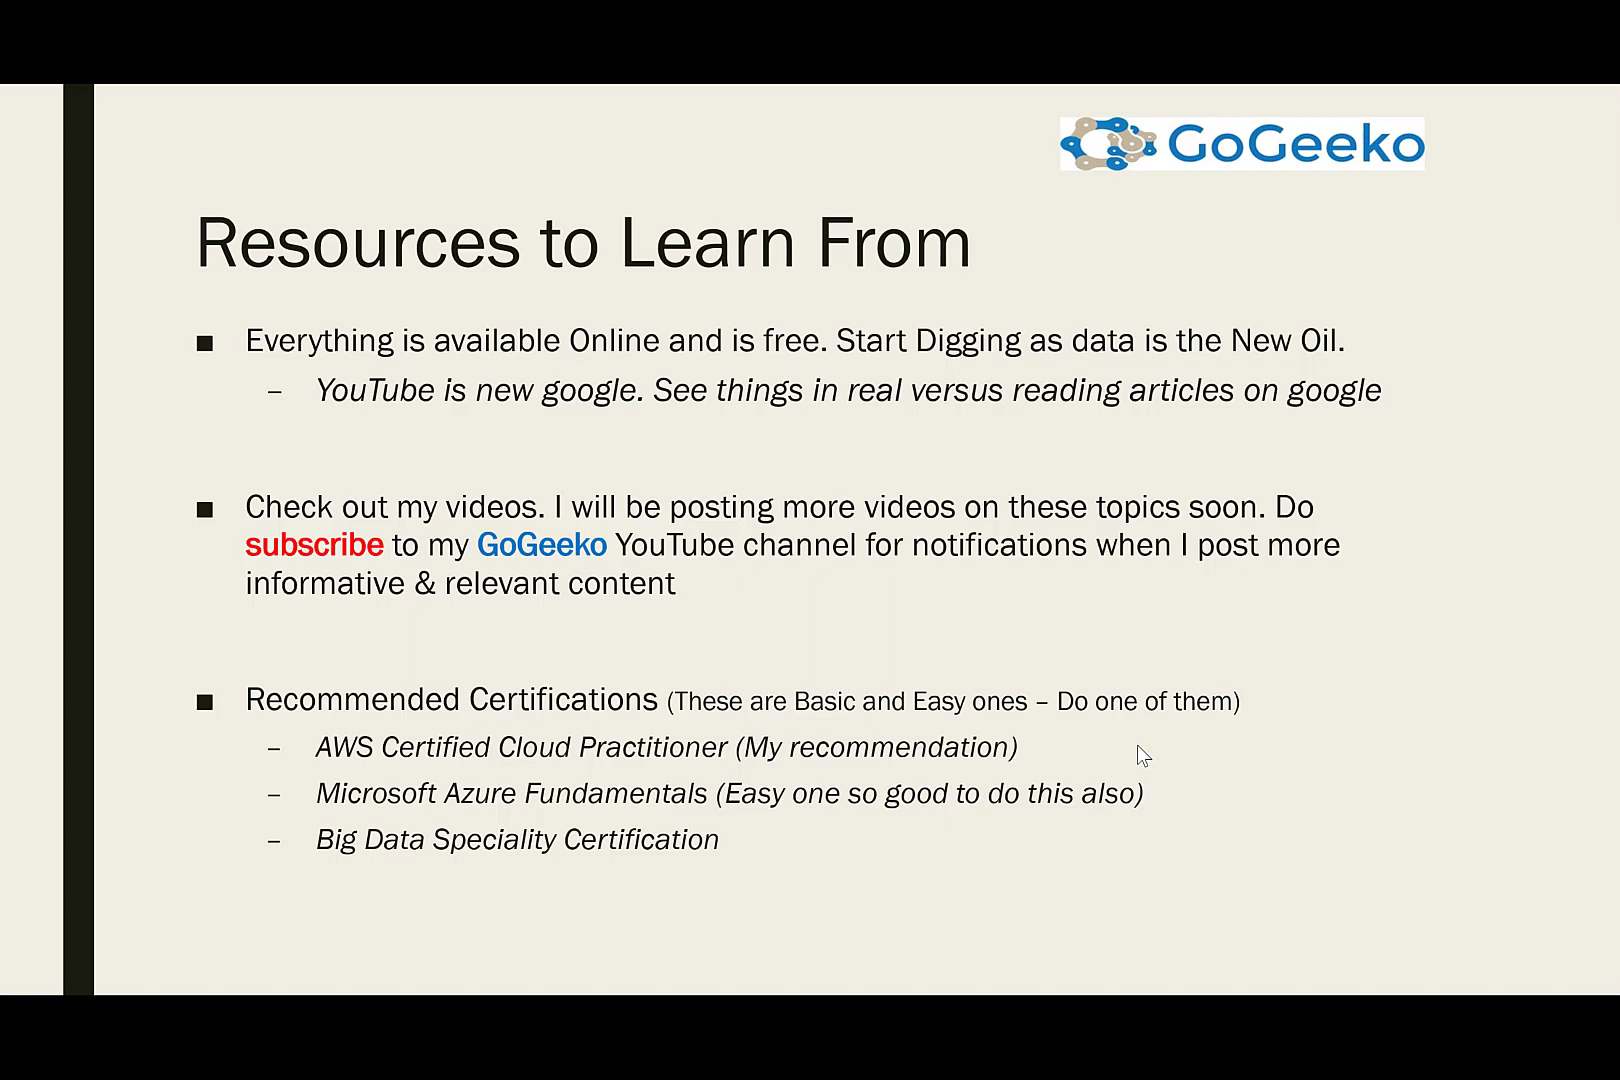 GoGeeko
Resources to Learn From
■ Everything is available Online and is free. Start Digging as data is the New Oil.
– YouTube is new google. See things in real versus reading articles on google
■ Check out my videos. I will be posting more videos on these topics soon. Do
subscribe to my GoGeeko YouTube channel for notifications when I post more
informative & relevant content
■ Recommended Certifications (These are Basic and Easy ones – Do one of them)
– AWS Certified Cloud Practitioner (My recommendation)
– Microsoft Azure Fundamentals (Easy one so good to do this also)
– Big Data Speciality Certification